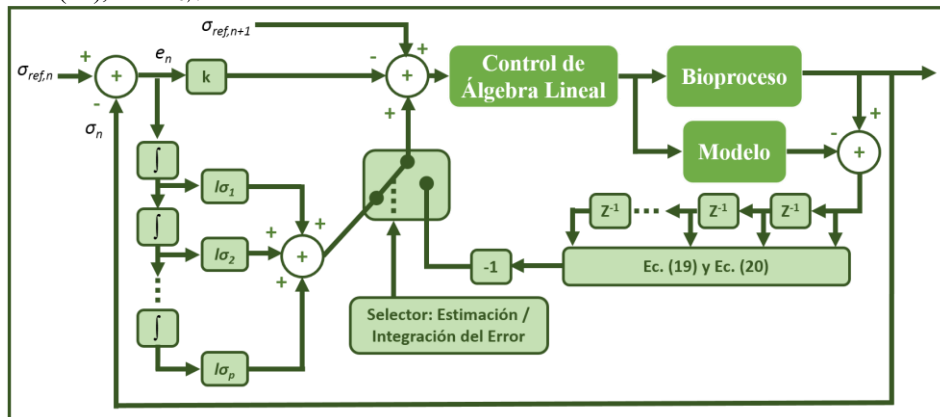 σref,n+1
+
en
σref,n
+
-
σn
k
-
+
+
+
Control de
Álgebra Lineal
Bioproceso
Modelo
-
+
+
∫
Iσ1
∫
Iσ2
∫
Iσp
+
+
+
+
Z-1
Z-1
Z-1
-1
Ec. (19) y Ec. (20)
Selector: Estimación /
Integración del Error